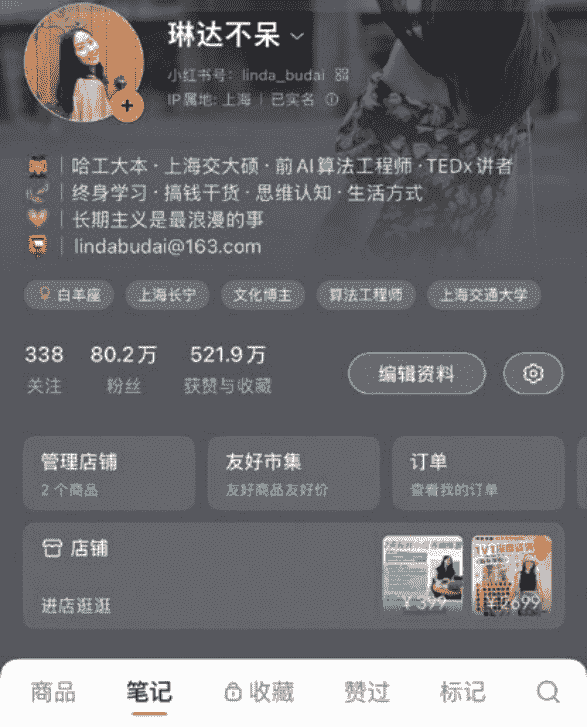 琳达不呆
小红书号：linda_budai
IP属地：上海 | 已实名
哈工大本·上海交大硕·前AI算法工程师·TEDx讲者
终身学习·搞钱干货·思维认知·生活方式
长期主义是最浪漫的事
lindabudai@163.com
白羊座 上海长宁 文化博主 算法工程师 上海交通大学
338 80.2万 521.9万
关注 粉丝 获赞与收藏
编辑资料
管理店铺 友好市集 订单
2 个商品 友好商品友好价 查看我的订单
店铺
¥399 ¥2699
进店逛逛
商品 笔记 收藏 赞过 标记